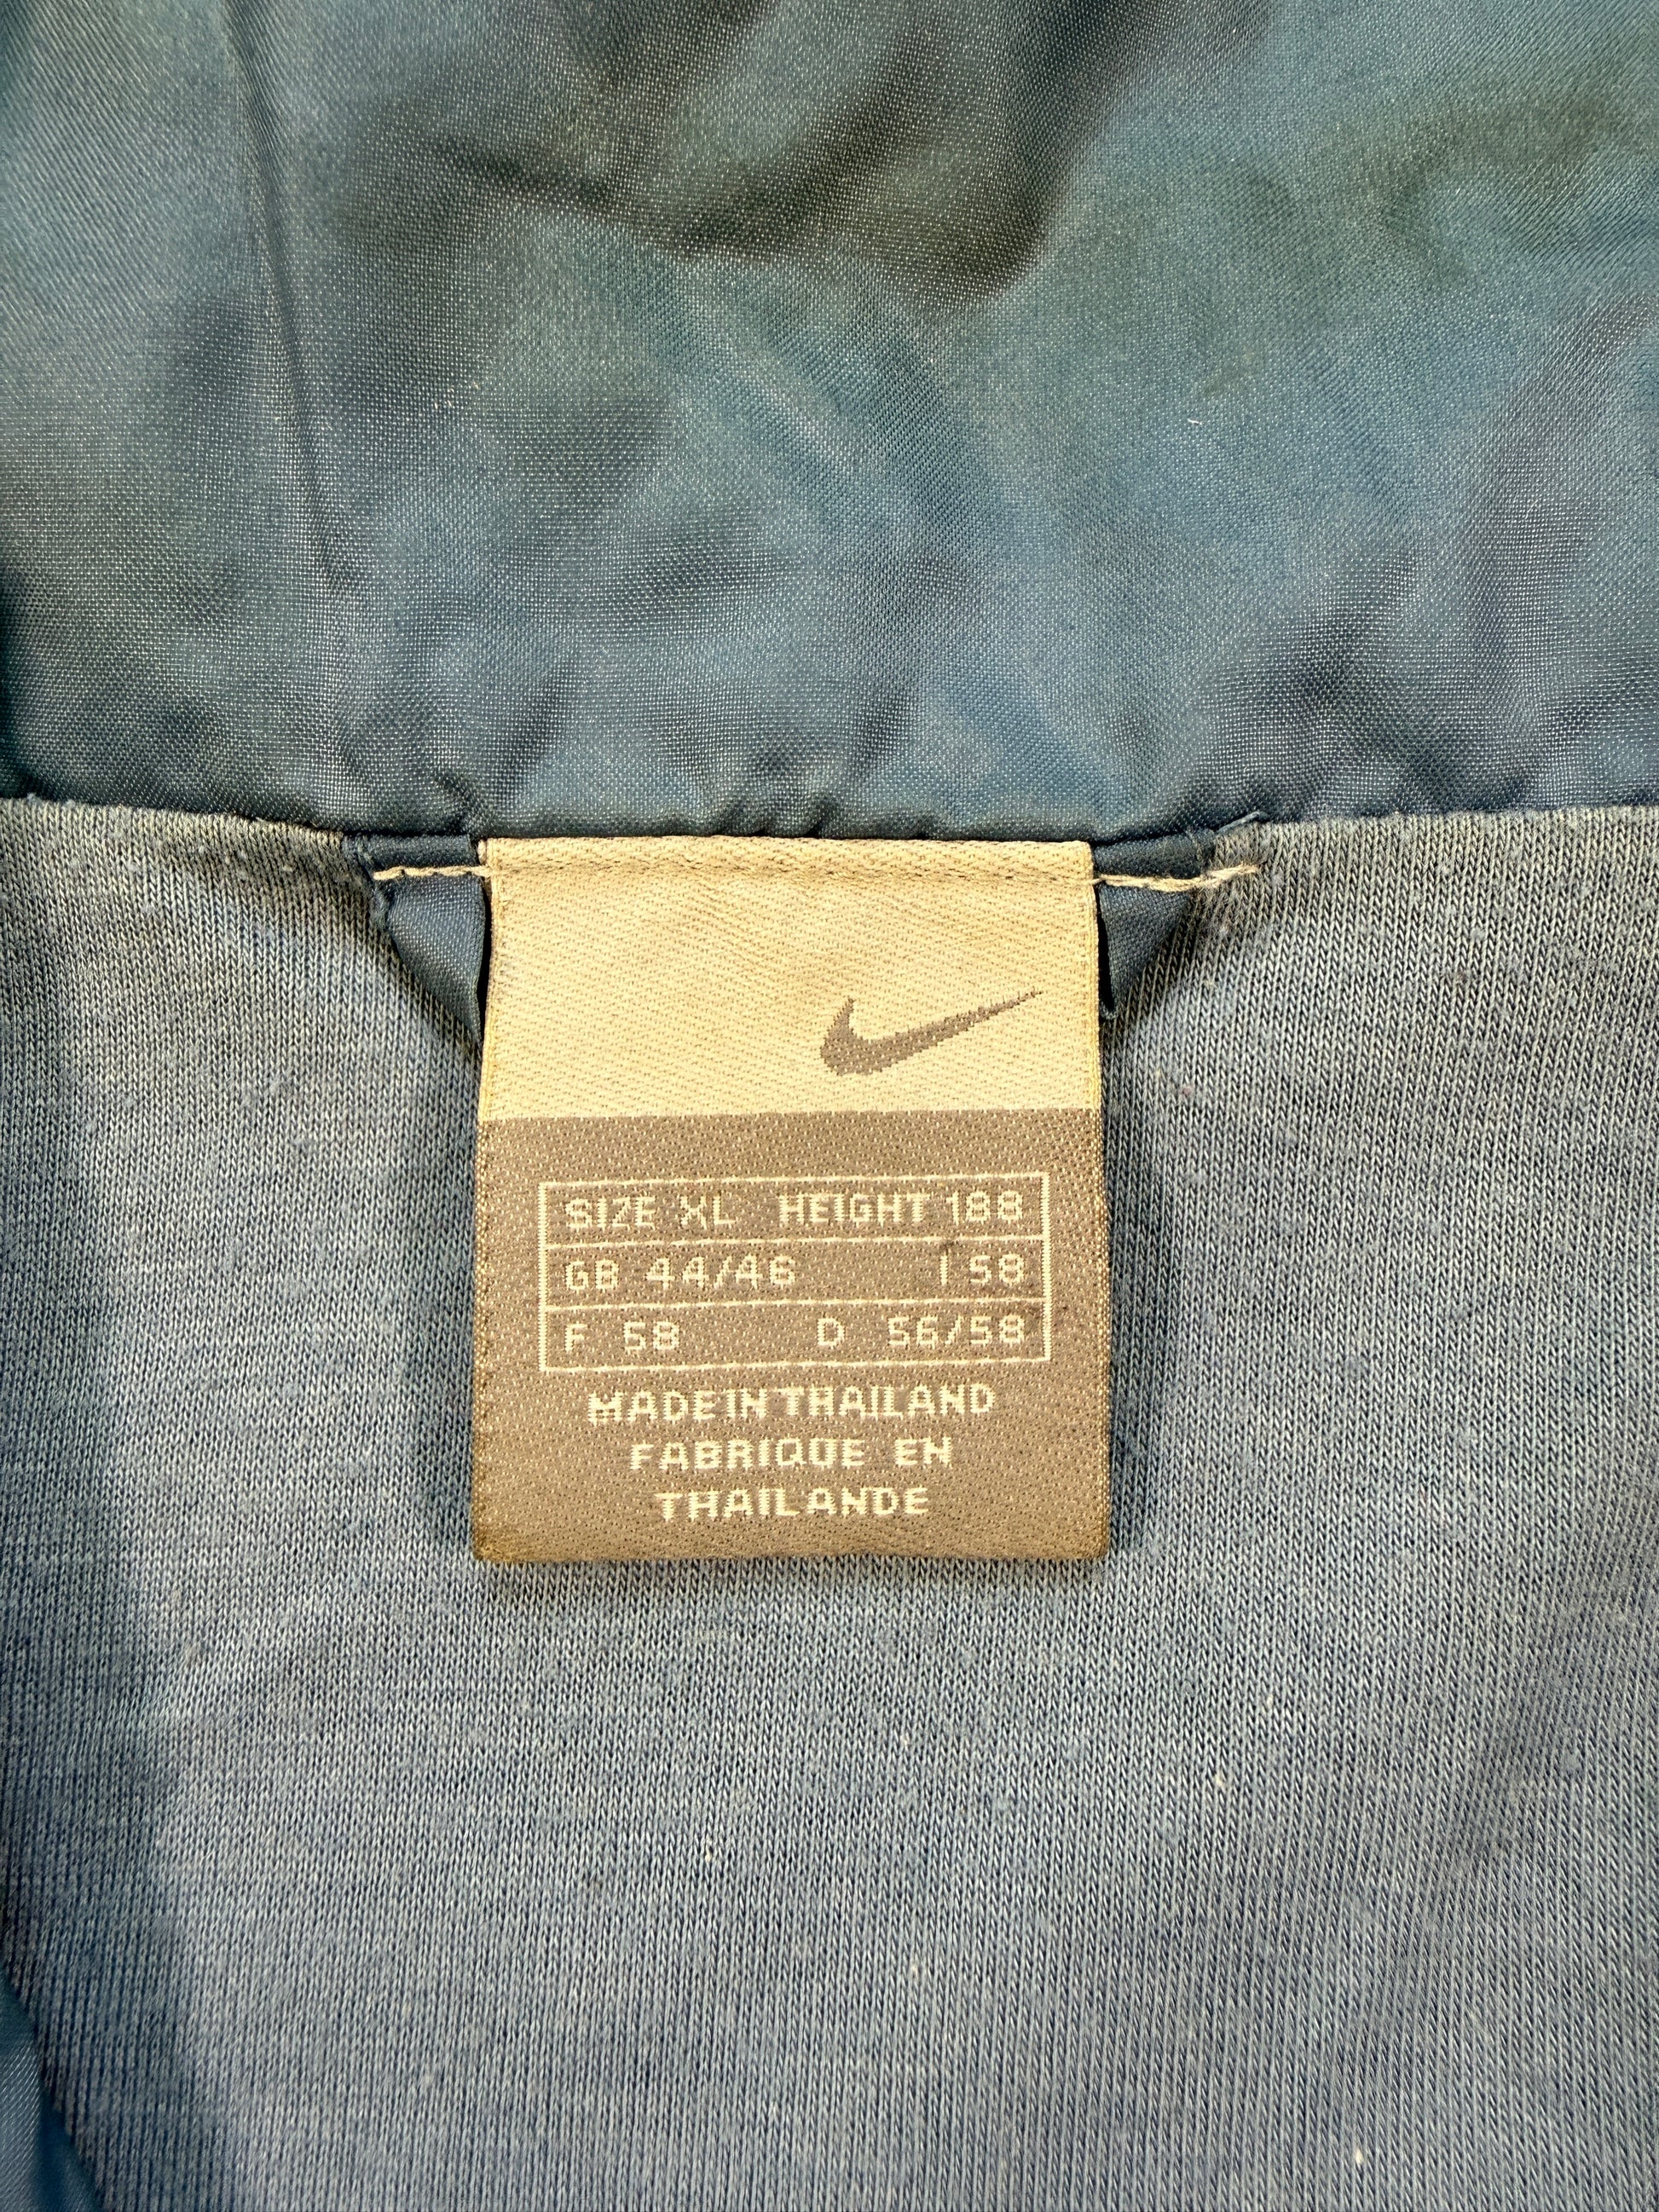 SIZE XL HEIGHT 188
GB 44/46 I 58
F 58 D 56/58
MADE IN THAILAND
FABRIQUE EN
THAILANDE